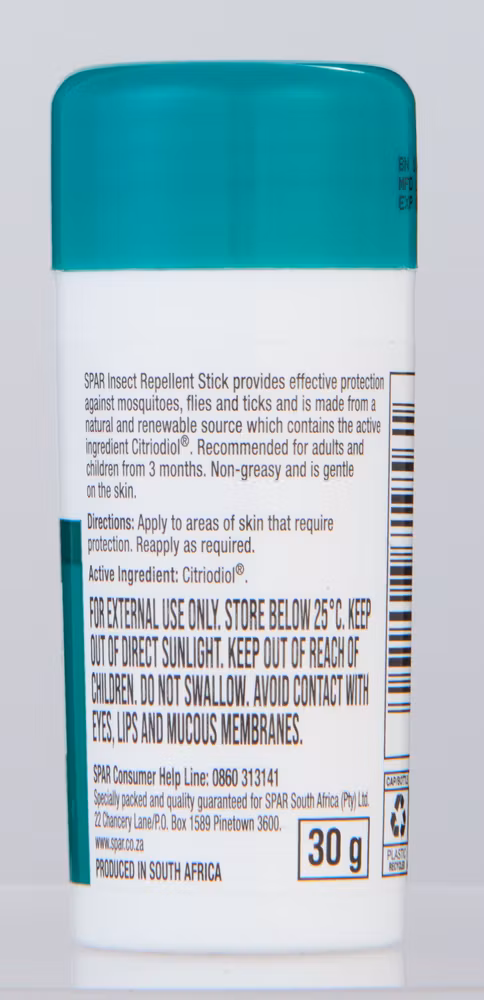 BN
MFD
EXP
SPAR Insect Repellent Stick provides effective protection
against mosquitoes, flies and ticks and is made from a
natural and renewable source which contains the active
ingredient Citriodiol®. Recommended for adults and
children from 3 months. Non-greasy and is gentle
on the skin.
Directions: Apply to areas of skin that require
protection. Reapply as required.
Active Ingredient: Citriodiol®.
FOR EXTERNAL USE ONLY. STORE BELOW 25°C. KEEP
OUT OF DIRECT SUNLIGHT. KEEP OUT OF REACH OF
CHILDREN. DO NOT SWALLOW. AVOID CONTACT WITH
EYES, LIPS AND MUCOUS MEMBRANES.
SPAR Consumer Help Line: 0860 313141
Specially packed and quality guaranteed for SPAR South Africa (Pty) Ltd.
22 Chancery Lane/P.O. Box 1589 Pinetown 3600.
www.spar.co.za
PRODUCED IN SOUTH AFRICA
30 g
CAP/BOTTLE
PLASTIC